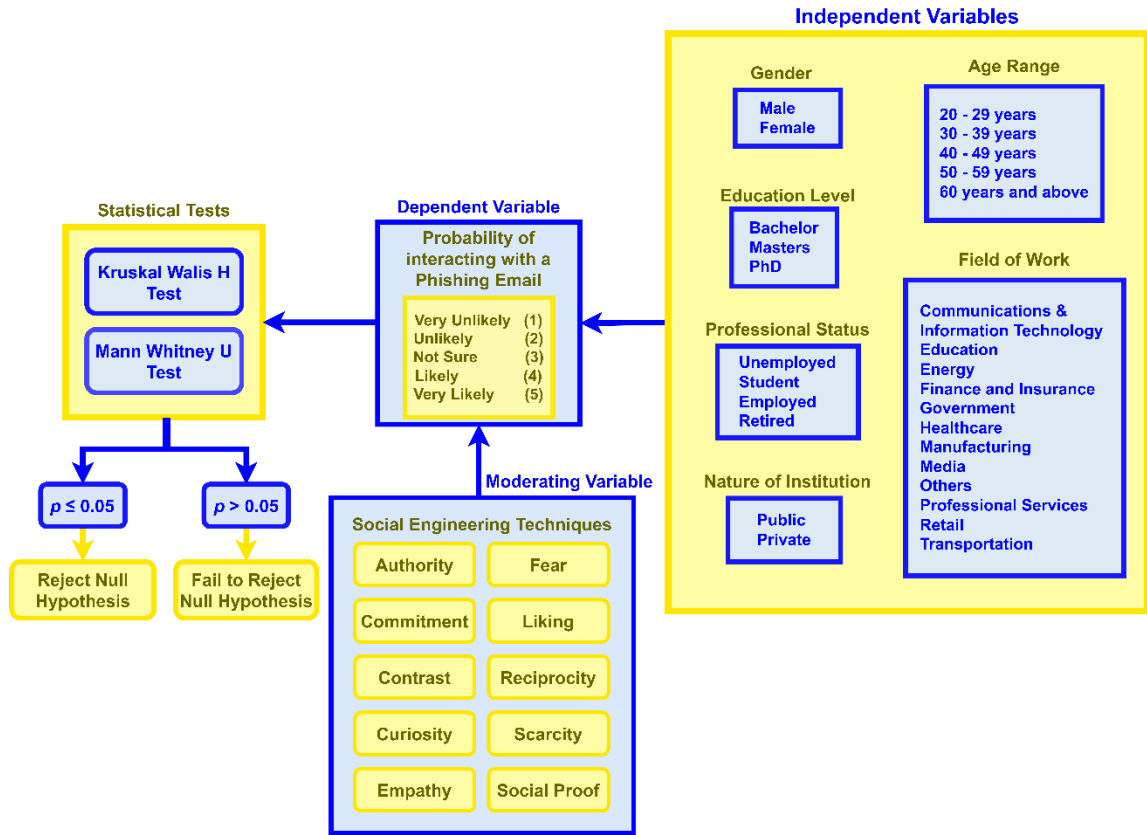 Independent Variables
Gender
Male
Female
Age Range
20 - 29 years
30 - 39 years
40 - 49 years
50 - 59 years
60 years and above
Education Level
Bachelor
Masters
PhD
Field of Work
Communications &
Information Technology
Education
Energy
Finance and Insurance
Government
Healthcare
Manufacturing
Media
Others
Professional Services
Retail
Transportation
Professional Status
Unemployed
Student
Employed
Retired
Nature of Institution
Public
Private
Dependent Variable
Probability of
interacting with a
Phishing Email
Very Unlikely (1)
Unlikely (2)
Not Sure (3)
Likely (4)
Very Likely (5)
Statistical Tests
Kruskal Walis H
Test
Mann Whitney U
Test
p ≤ 0.05
p > 0.05
Reject Null
Hypothesis
Fail to Reject
Null Hypothesis
Moderating Variable
Social Engineering Techniques
Authority
Fear
Commitment
Liking
Contrast
Reciprocity
Curiosity
Scarcity
Empathy
Social Proof